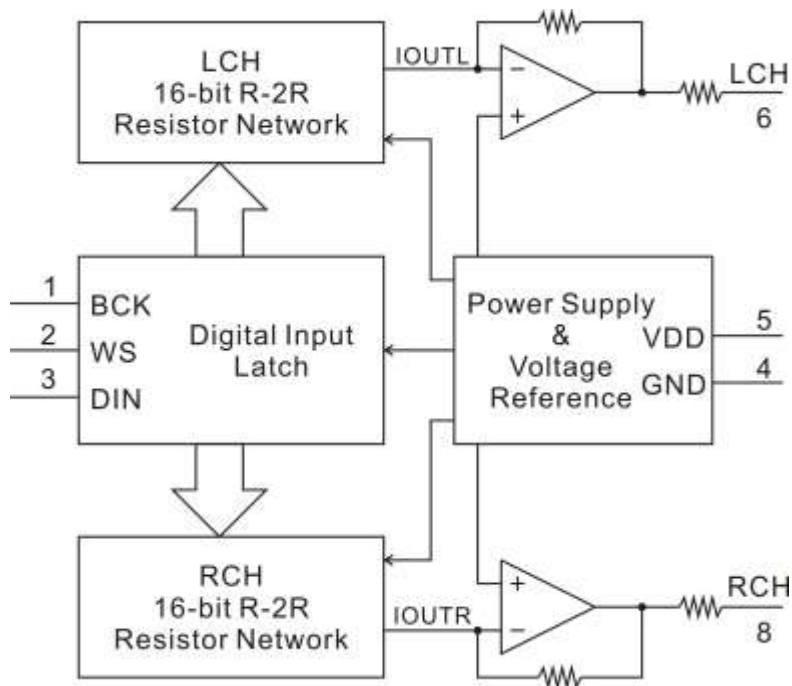 LCH
16-bit R-2R
Resistor Network
IOUTL
−
+
LCH
6
1
BCK
2
WS
3
DIN
Digital Input
Latch
Power Supply
&
Voltage
Reference
VDD
5
GND
4
RCH
16-bit R-2R
Resistor Network
IOUTR
+
−
RCH
8